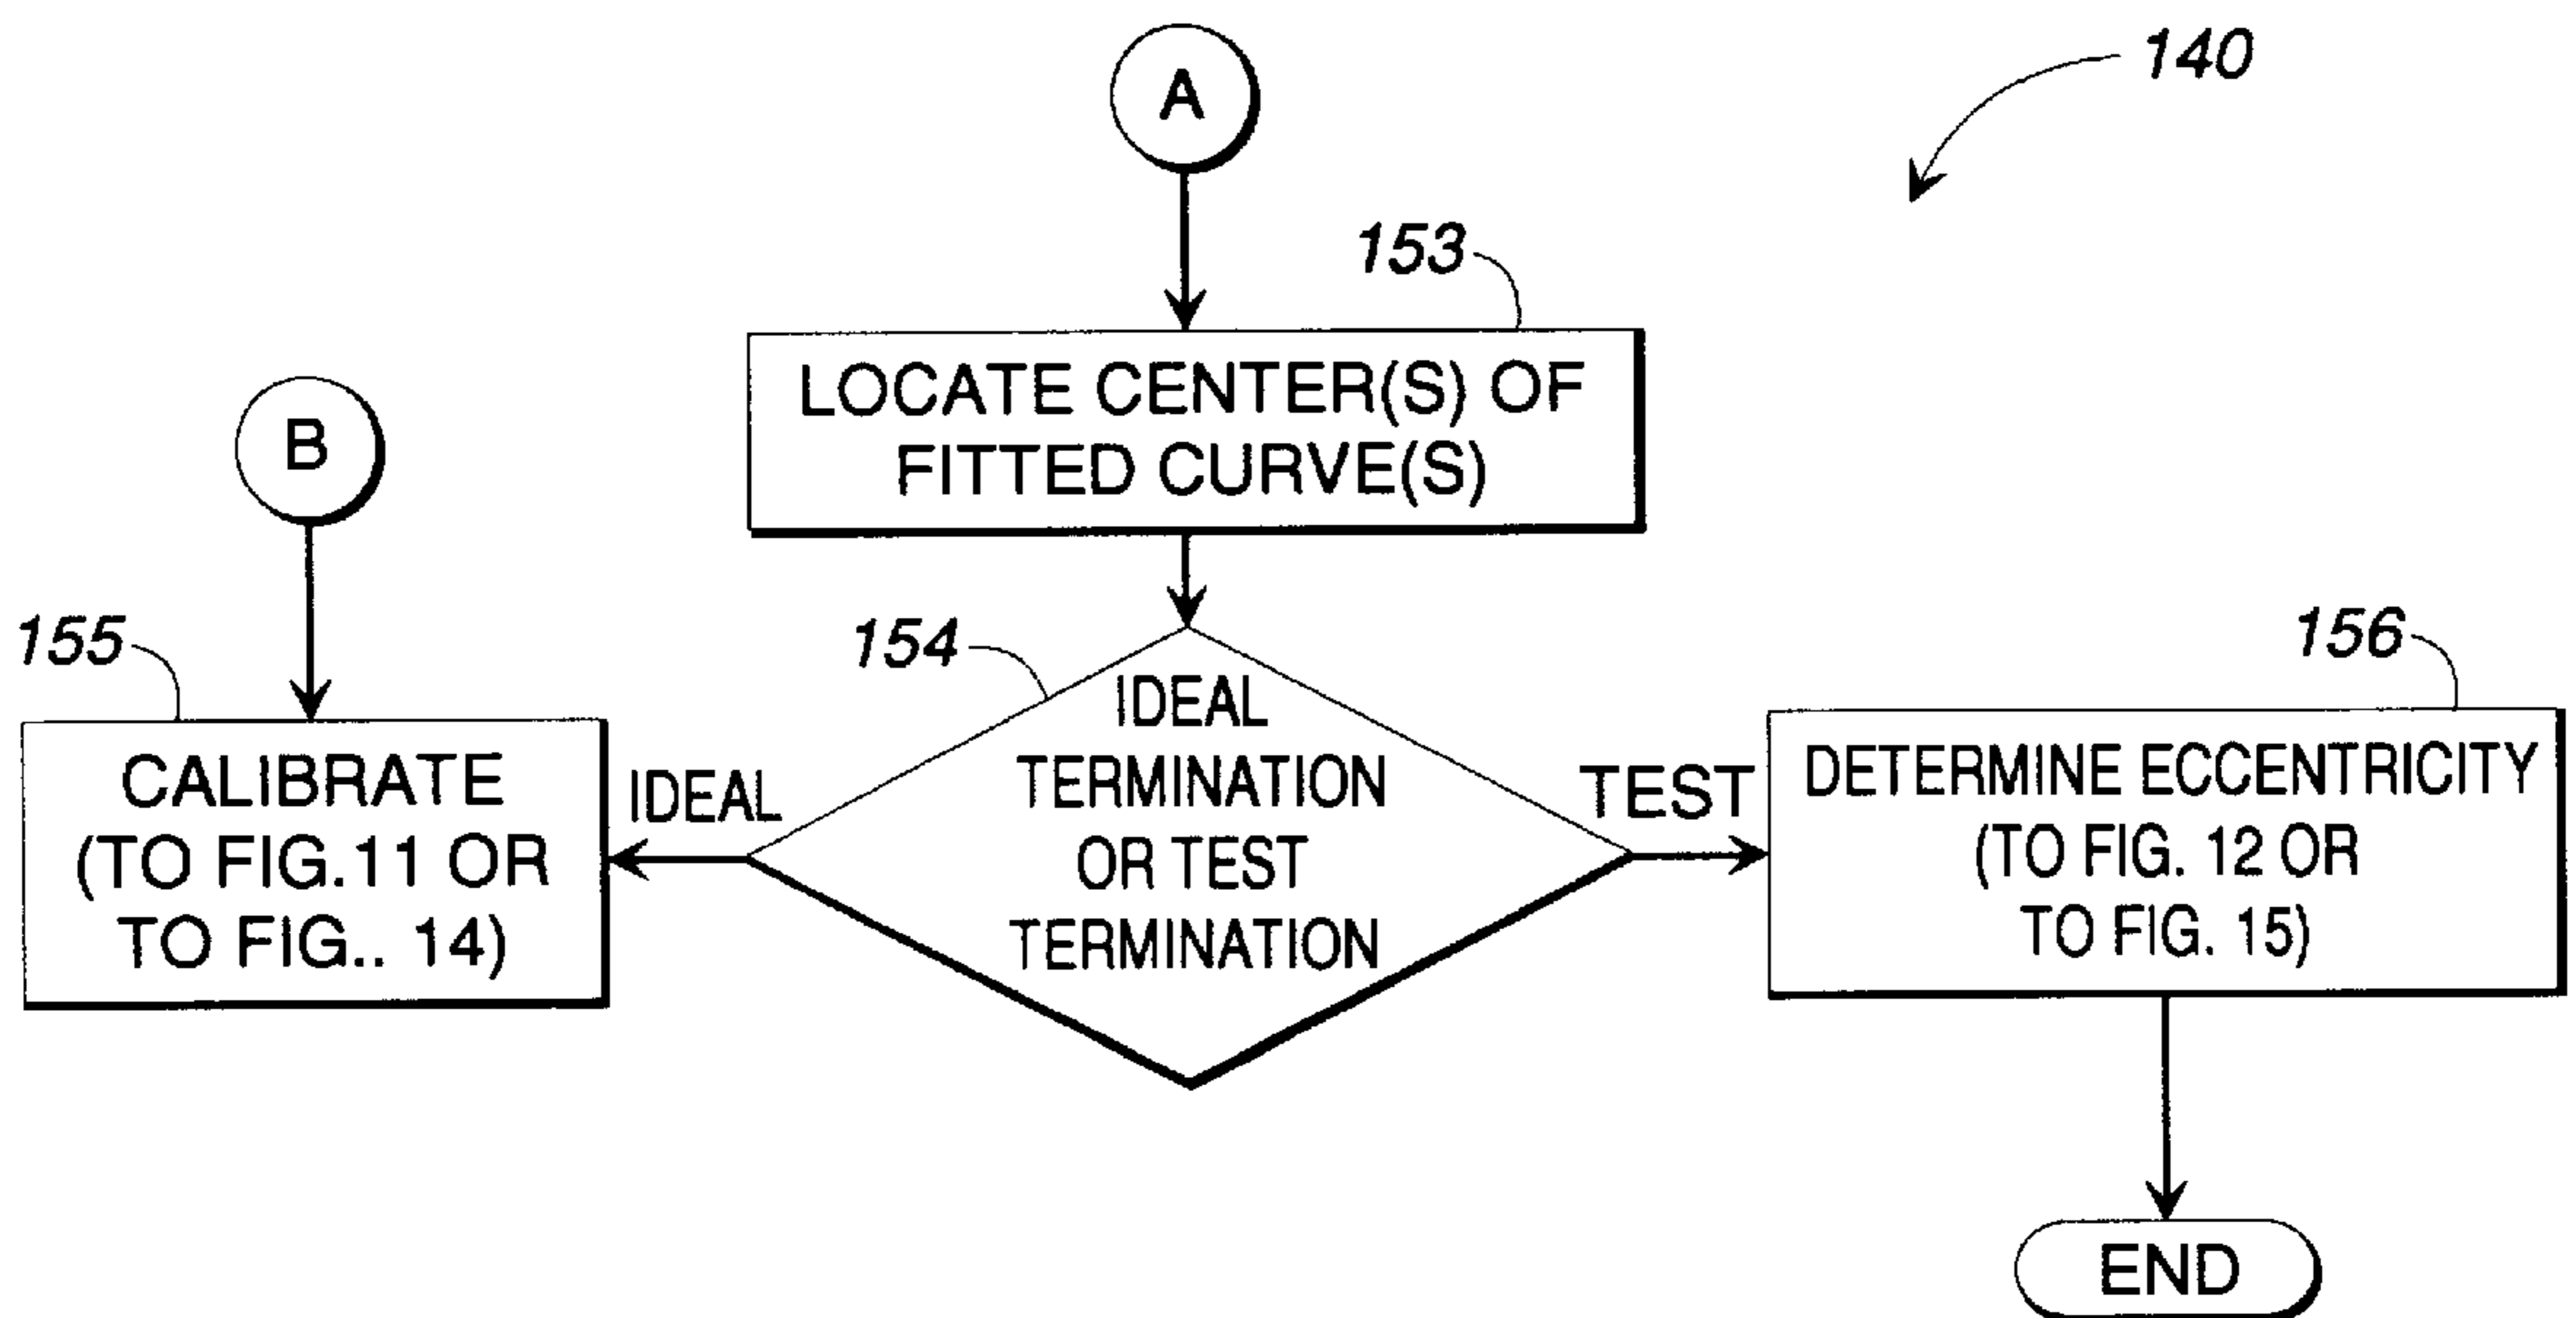 140
A
153
LOCATE CENTER(S) OF
FITTED CURVE(S)
B
155
CALIBRATE
(TO FIG.11 OR
TO FIG.. 14)
IDEAL
154
IDEAL
TERMINATION
OR TEST
TERMINATION
TEST
156
DETERMINE ECCENTRICITY
(TO FIG. 12 OR
TO FIG. 15)
END